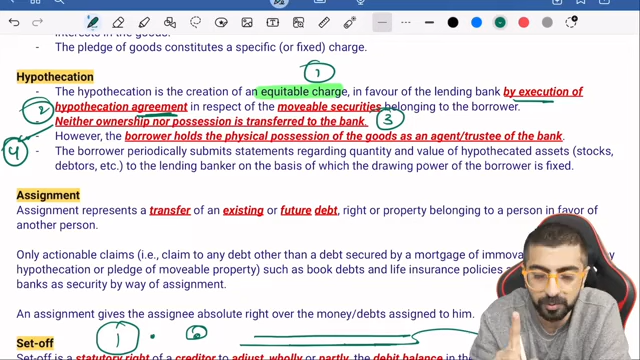 interests in the goods.
- The pledge of goods constitutes a specific (or fixed) charge.
Hypothecation
1
- The hypothecation is the creation of an equitable charge, in favour of the lending bank by execution of
2 hypothecation agreement in respect of the moveable securities belonging to the borrower.
- Neither ownership nor possession is transferred to the bank. 3
4 - However, the borrower holds the physical possession of the goods as an agent/trustee of the bank.
- The borrower periodically submits statements regarding quantity and value of hypothecated assets (stocks,
debtors, etc.) to the lending banker on the basis of which the drawing power of the borrower is fixed.
Assignment
Assignment represents a transfer of an existing or future debt, right or property belonging to a person in favor of
another person.
Only actionable claims (i.e., claim to any debt other than a debt secured by a mortgage of
hypothecation or pledge of moveable property) such as book debts and life insurance policies
banks as security by way of assignment.
An assignment gives the assignee absolute right over the money/debts assigned to him.
1
Set-off
Set-off is a statutory right of a creditor to adjust, wholly or partly, the debit balance in the